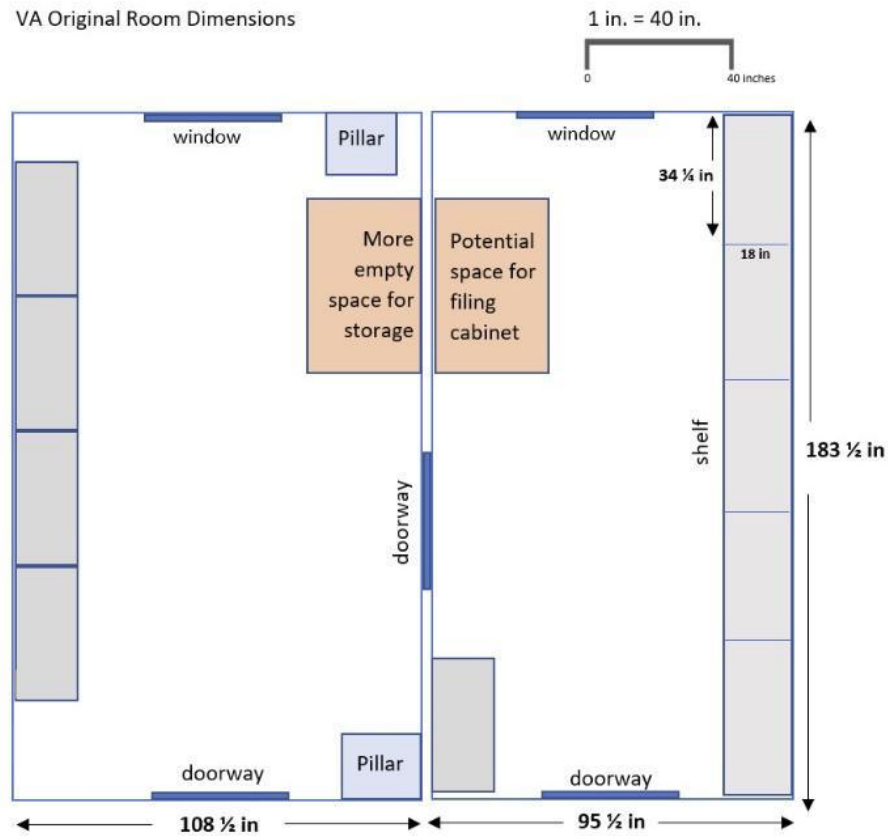 VA Original Room Dimensions
1 in. = 40 in.
0
40 inches
window
Pillar
window
34 ¼ in
More
empty
space for
storage
Potential
space for
filing
cabinet
18 in
shelf
183 ½ in
doorway
doorway
Pillar
doorway
108 ½ in
95 ½ in